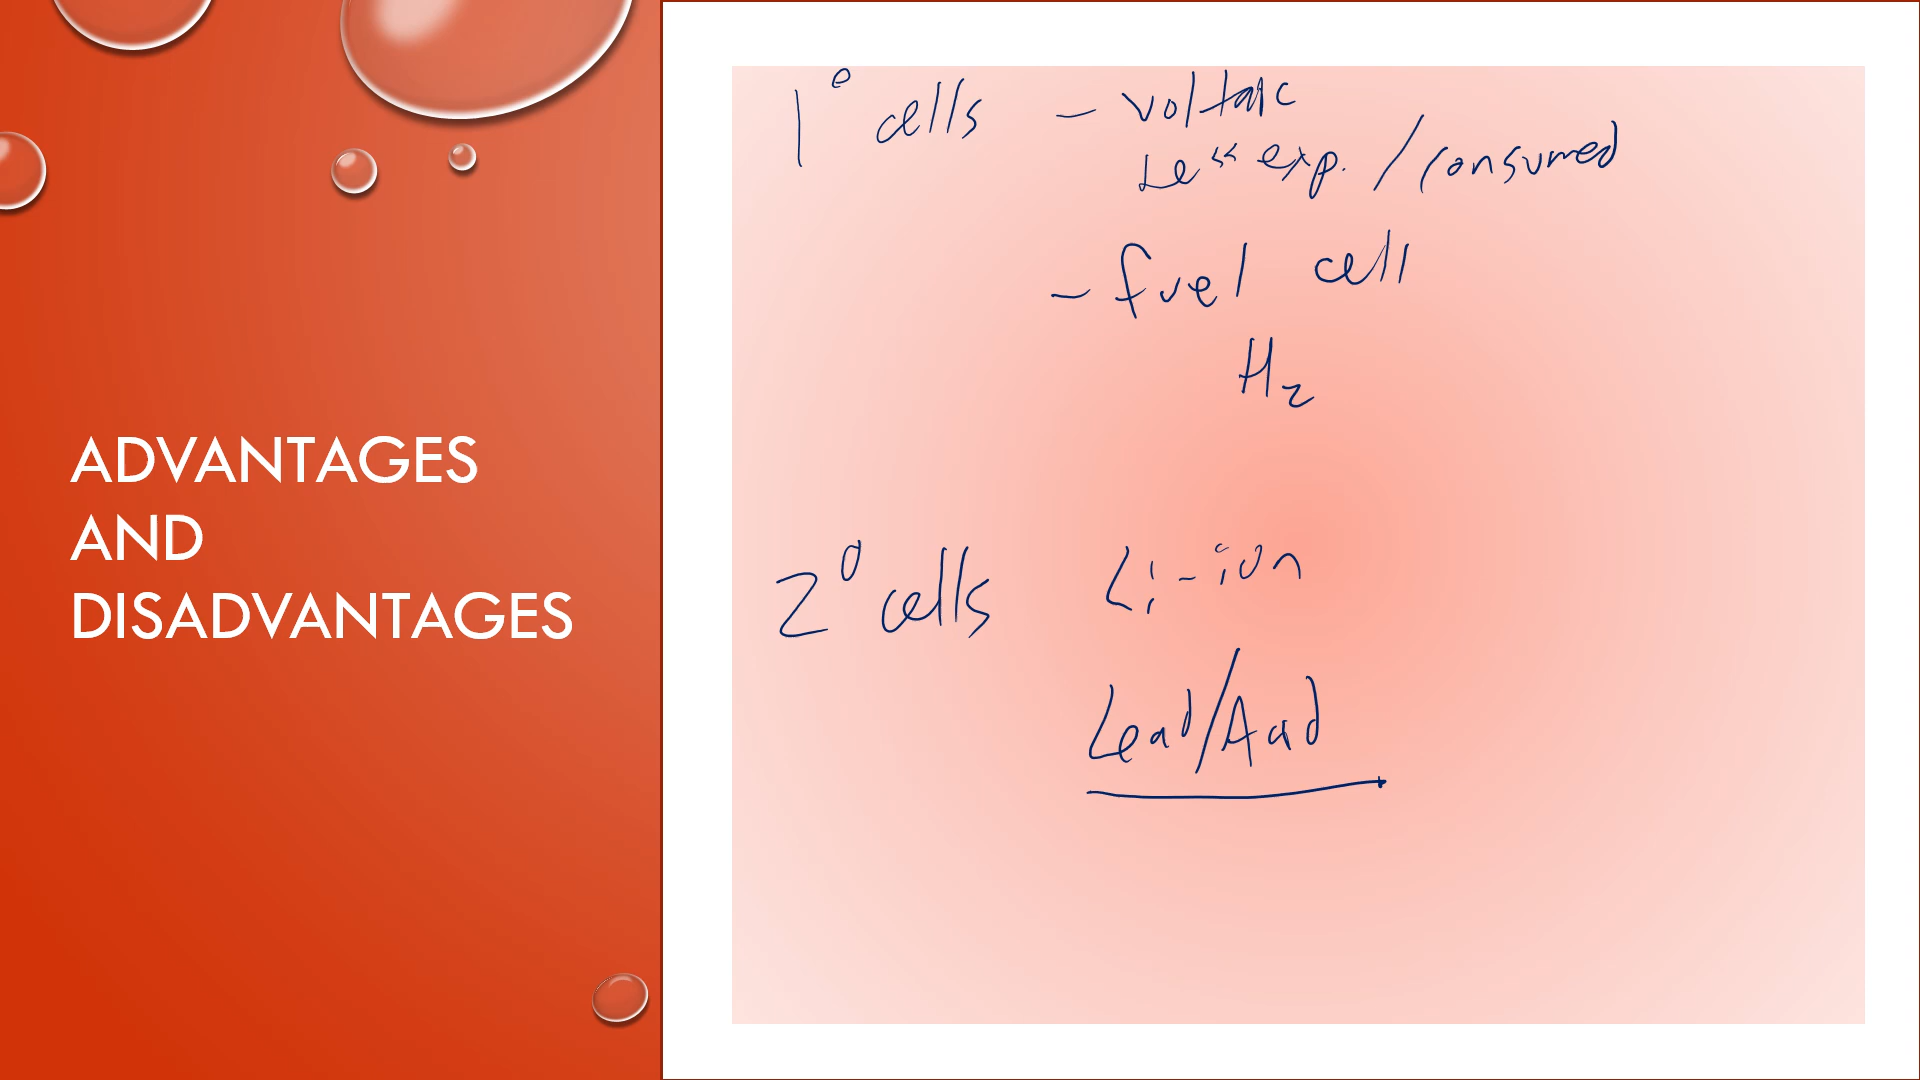 ADVANTAGES
AND
DISADVANTAGES
1° cells - voltaic
Less exp. / consumed
- fuel cell
H₂
2° cells Li-ion
Lead/Acid